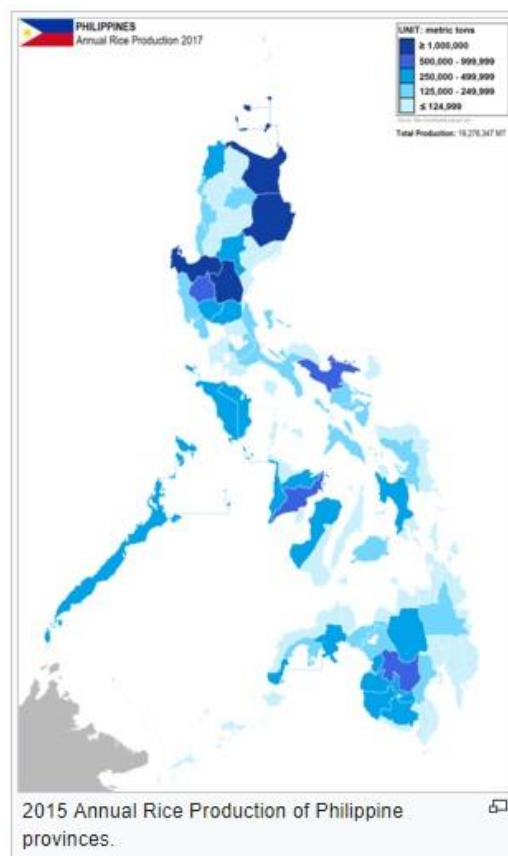 PHILIPPINES
Annual Rice Production 2017
UNIT: metric tons
≥ 1,000,000
500,000 - 999,999
250,000 - 499,999
125,000 - 249,999
≤ 124,999
Total Production: 19,276,347 MT
2015 Annual Rice Production of Philippine
provinces.